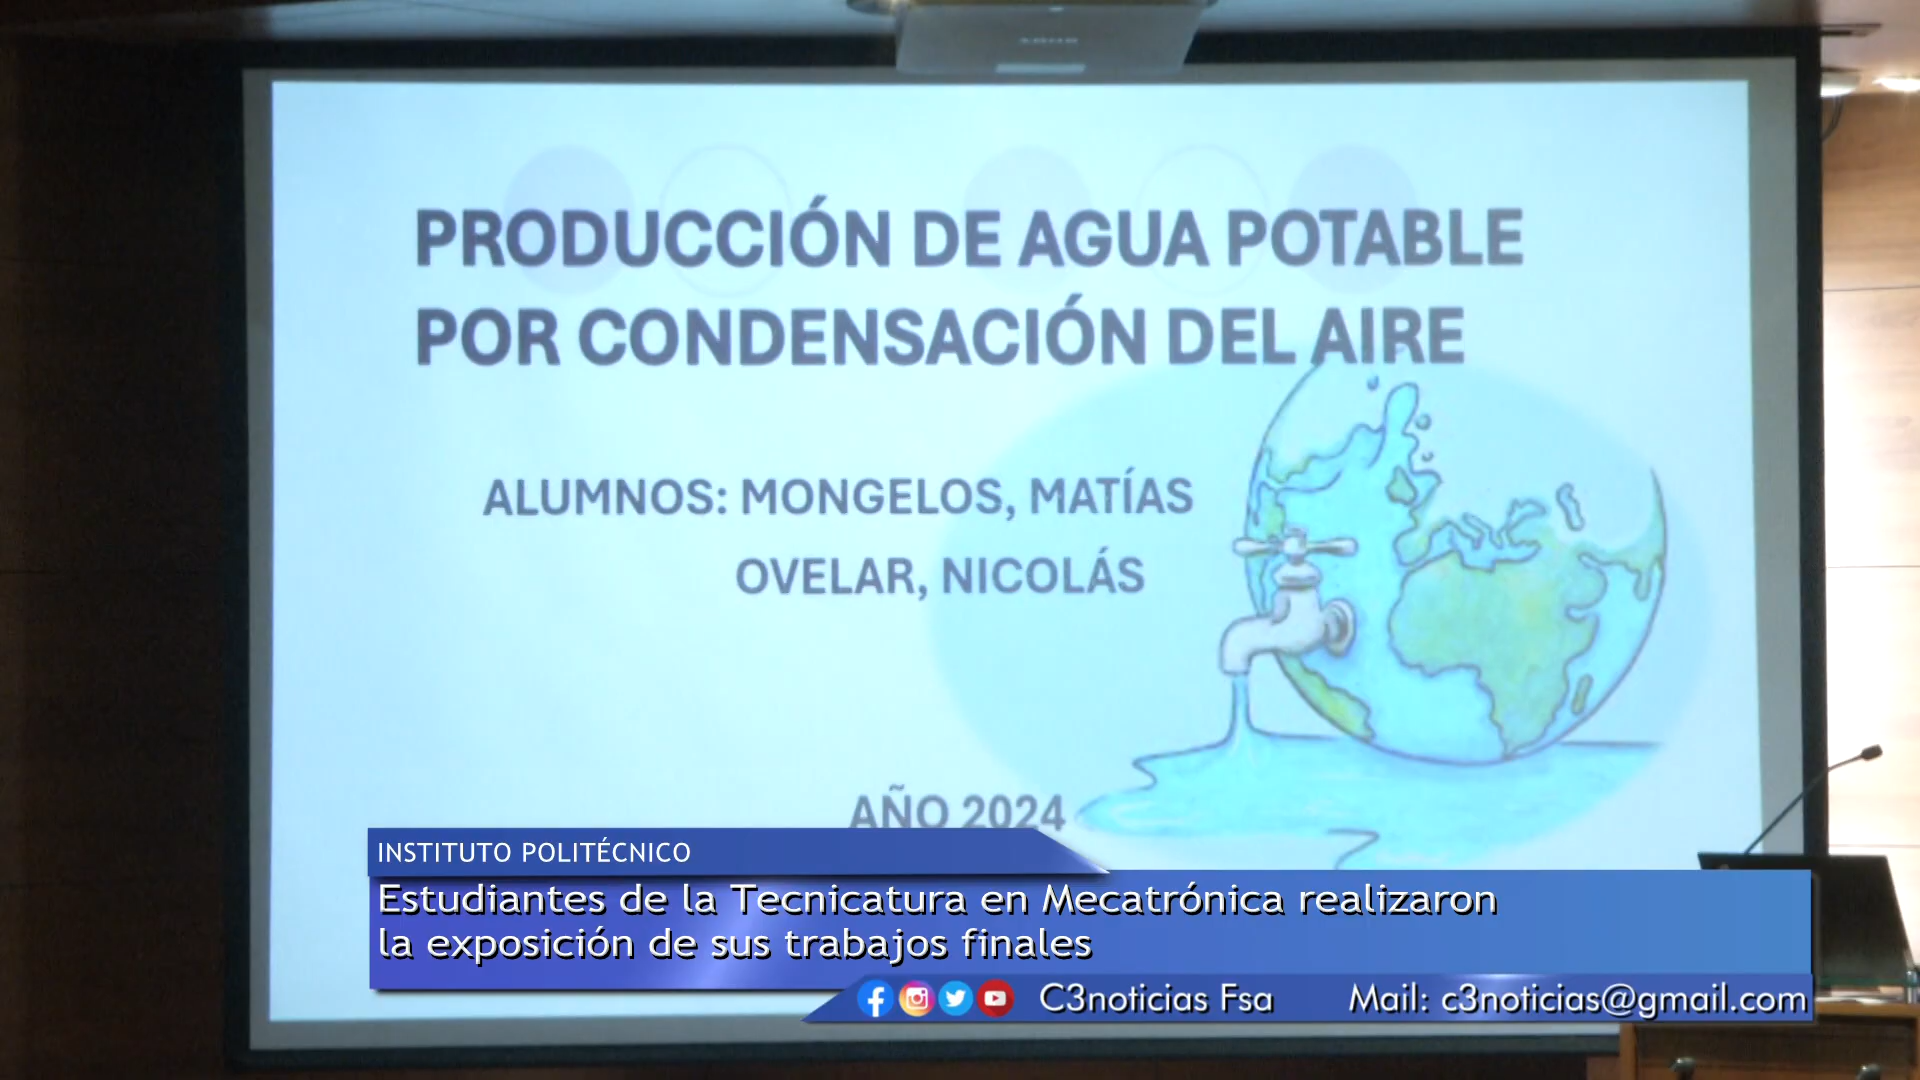 PRODUCCIÓN DE AGUA POTABLE
POR CONDENSACIÓN DEL AIRE
ALUMNOS: MONGELOS, MATÍAS
OVELAR, NICOLÁS
AÑO 2024
INSTITUTO POLITÉCNICO
Estudiantes de la Tecnicatura en Mecatrónica realizaron
la exposición de sus trabajos finales
C3noticias Fsa Mail: c3noticias@gmail.com